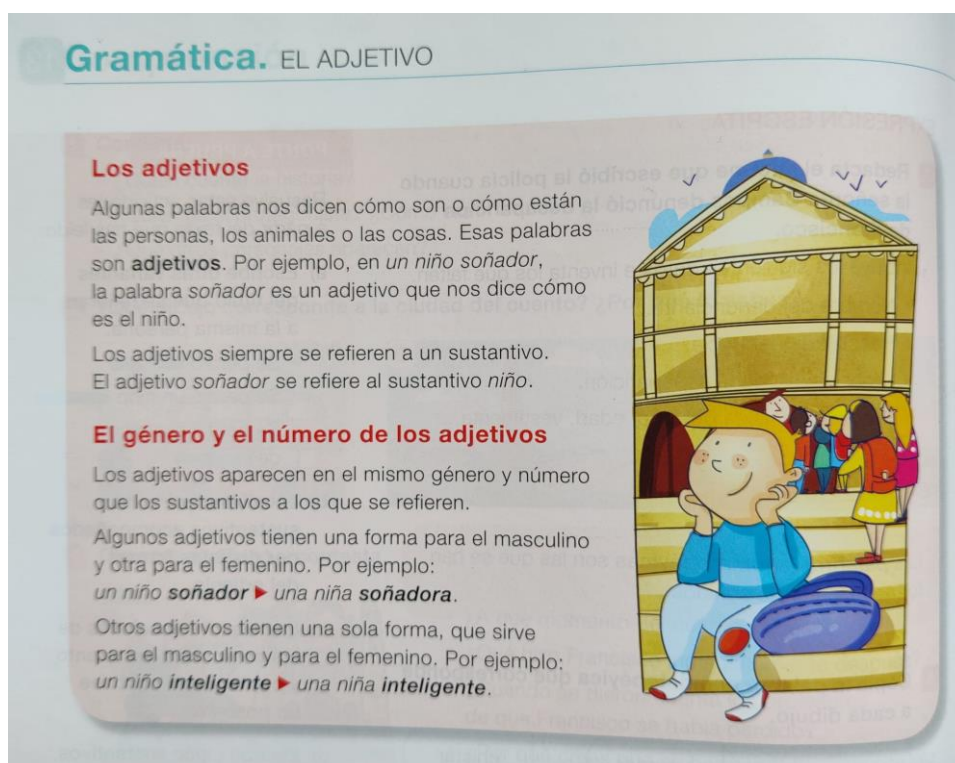 Gramática. EL ADJETIVO
Los adjetivos
Algunas palabras nos dicen cómo son o cómo están
las personas, los animales o las cosas. Esas palabras
son adjetivos. Por ejemplo, en un niño soñador,
la palabra soñador es un adjetivo que nos dice cómo
es el niño.
Los adjetivos siempre se refieren a un sustantivo.
El adjetivo soñador se refiere al sustantivo niño.
El género y el número de los adjetivos
Los adjetivos aparecen en el mismo género y número
que los sustantivos a los que se refieren.
Algunos adjetivos tienen una forma para el masculino
y otra para el femenino. Por ejemplo:
un niño soñador ▶ una niña soñadora.
Otros adjetivos tienen una sola forma, que sirve
para el masculino y para el femenino. Por ejemplo:
un niño inteligente ▶ una niña inteligente.